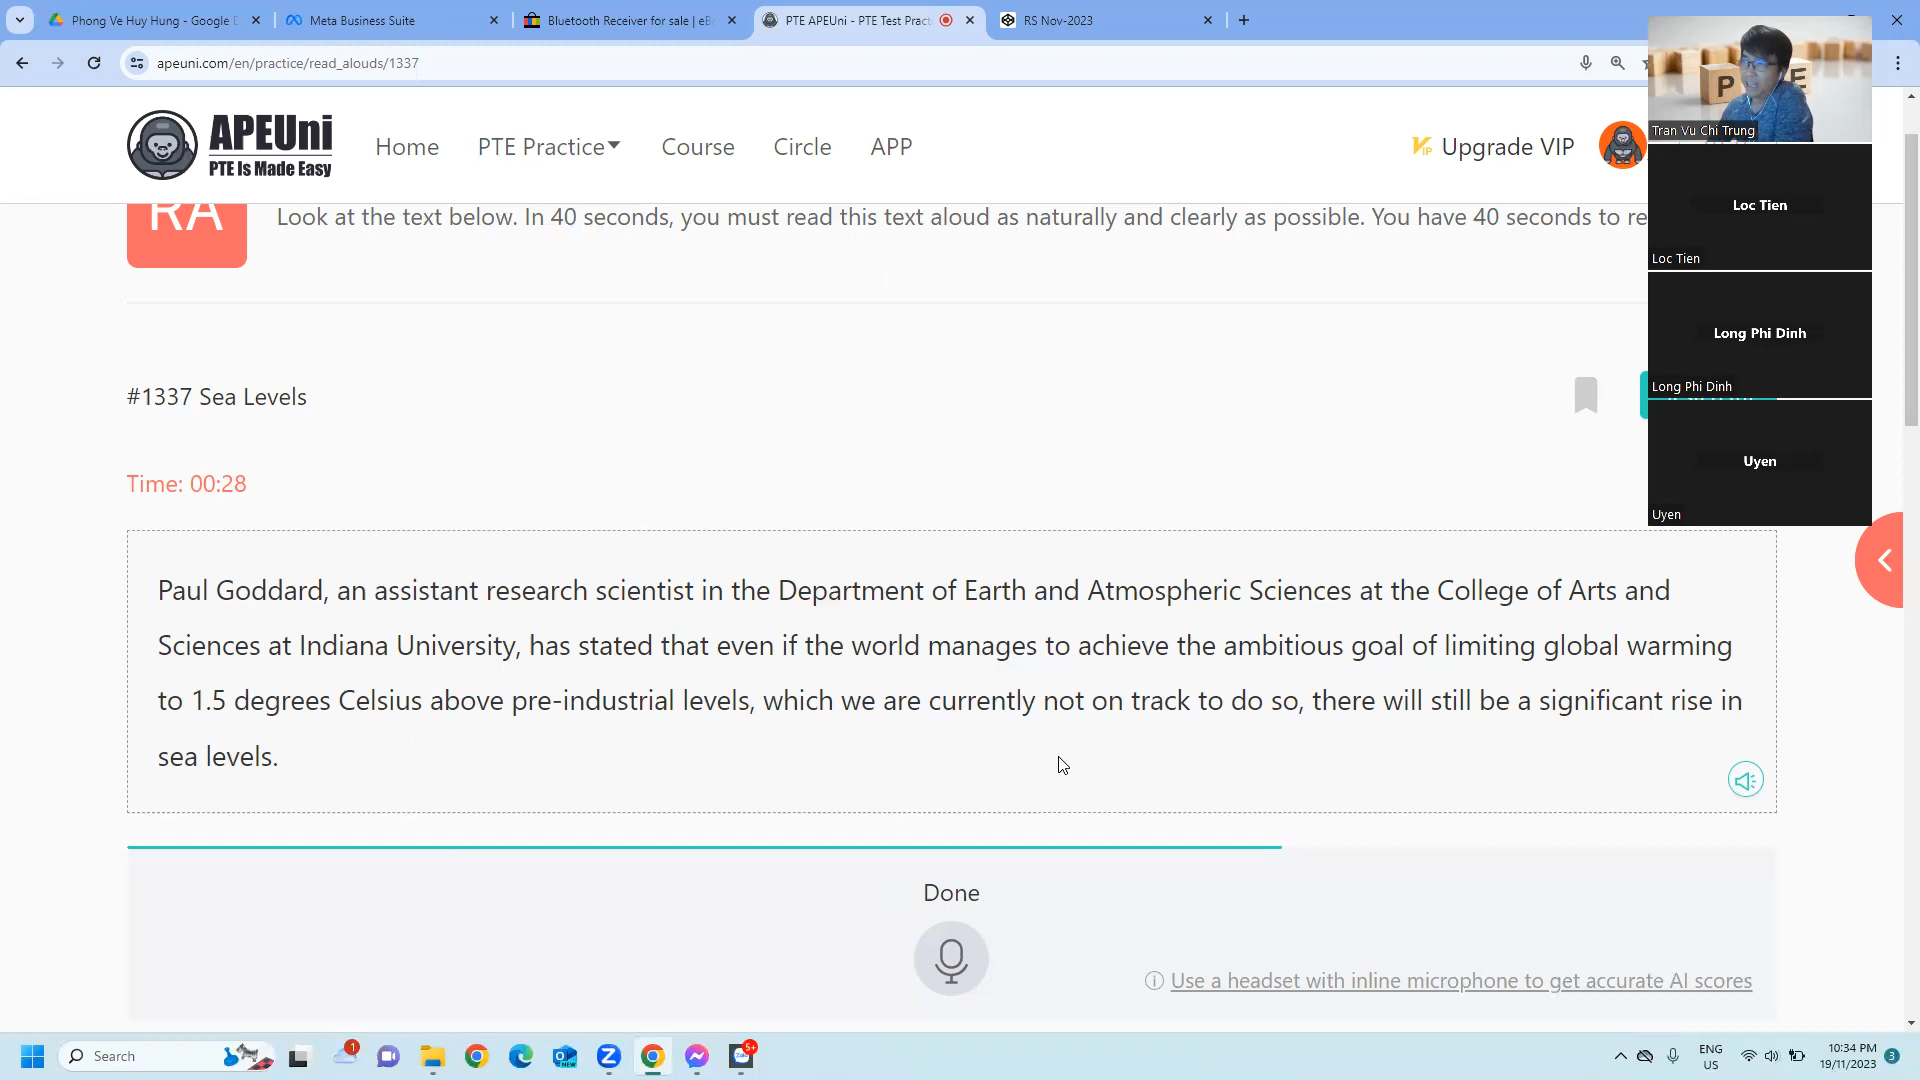 Phong Ve Huy Hung - Google D
Meta Business Suite
Bluetooth Receiver for sale | eB
PTE APEUni - PTE Test Pract
RS Nov-2023
apeuni.com/en/practice/read_alouds/1337
APEUni
PTE Is Made Easy
Home
PTE Practice
Course
Circle
APP
Upgrade VIP
P E
Tran Vu Chi Trung
Loc Tien
Loc Tien
Long Phi Dinh
Long Phi Dinh
Uyen
Uyen
RA
Look at the text below. In 40 seconds, you must read this text aloud as naturally and clearly as possible. You have 40 seconds to re
#1337 Sea Levels
Time: 00:28
Paul Goddard, an assistant research scientist in the Department of Earth and Atmospheric Sciences at the College of Arts and
Sciences at Indiana University, has stated that even if the world manages to achieve the ambitious goal of limiting global warming
to 1.5 degrees Celsius above pre-industrial levels, which we are currently not on track to do so, there will still be a significant rise in
sea levels.
Done
Use a headset with inline microphone to get accurate AI scores
Search
1
NEW
Zalo
5+
ENG
US
10:34 PM
19/11/2023
3